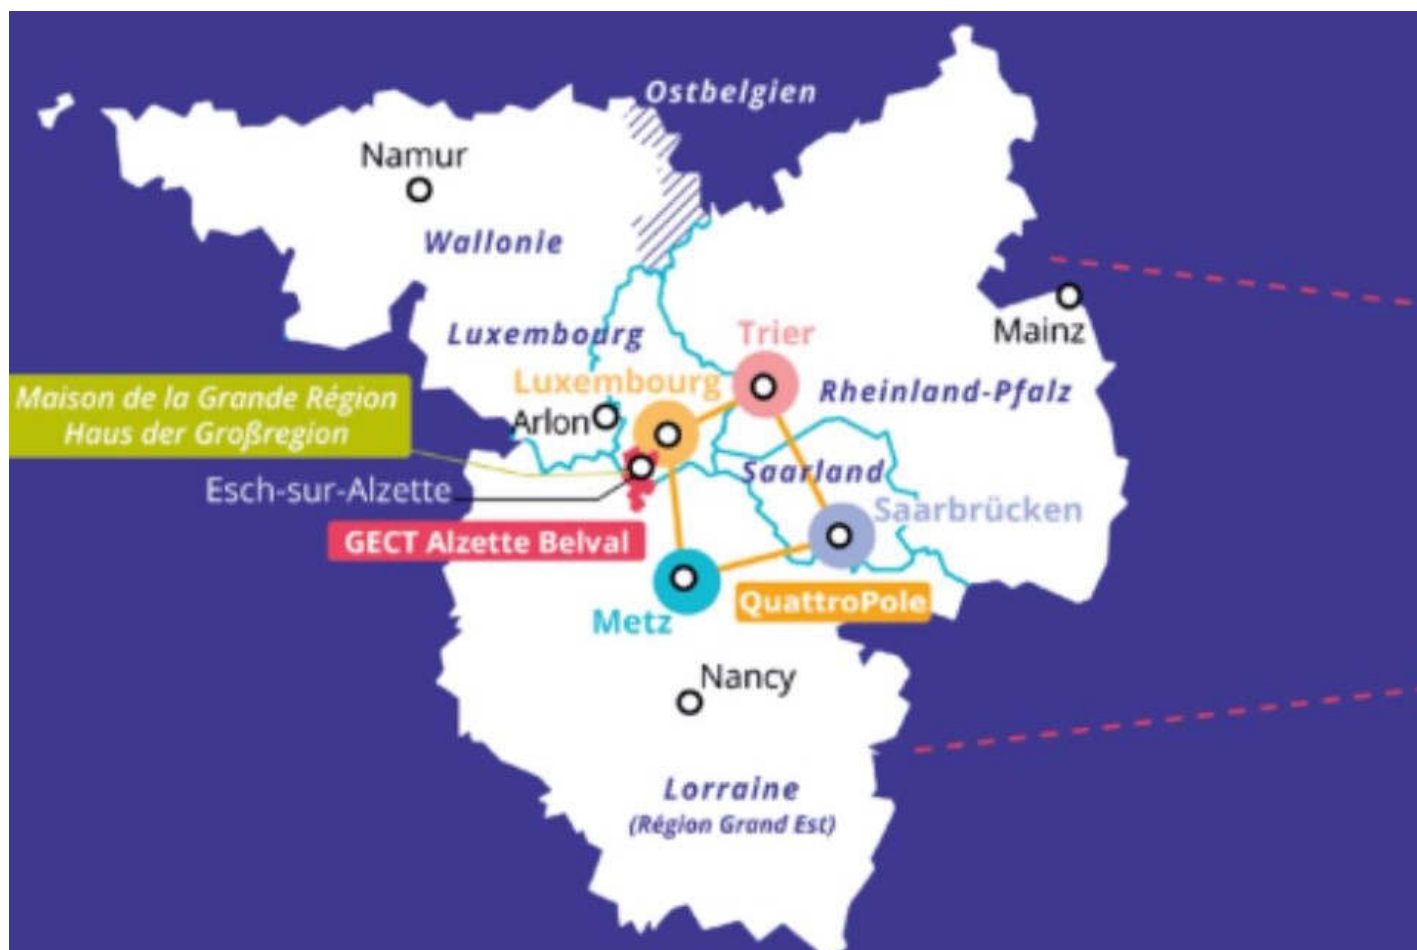 Ostbelgien
Namur
Wallonie
Mainz
Luxembourg
Trier
Luxembourg
Rheinland-Pfalz
Maison de la Grande Région
Haus der Großregion
Arlon
Saarland
Esch-sur-Alzette
Saarbrücken
GECT Alzette Belval
QuattroPole
Metz
Nancy
Lorraine
(Région Grand Est)